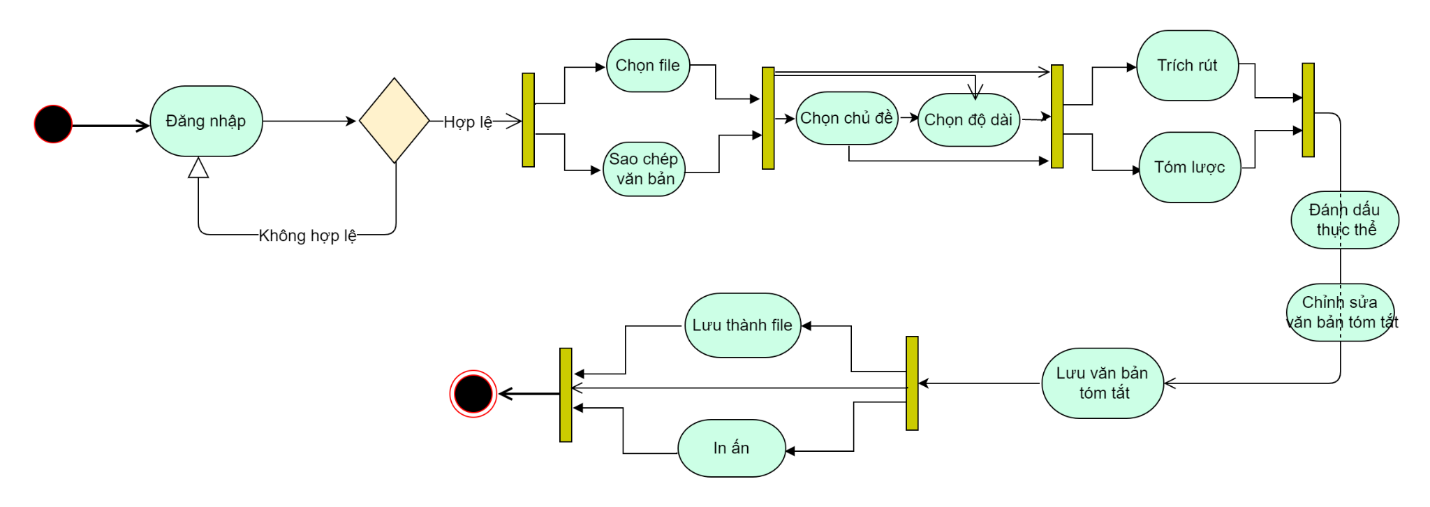 Đăng nhập
Hợp lệ
Không hợp lệ
Chọn file
Sao chép
văn bản
Chọn chủ đề
Chọn độ dài
Trích rút
Tóm lược
Đánh dấu
thực thể
Chỉnh sửa
văn bản tóm tắt
Lưu văn bản
tóm tắt
Lưu thành file
In ấn